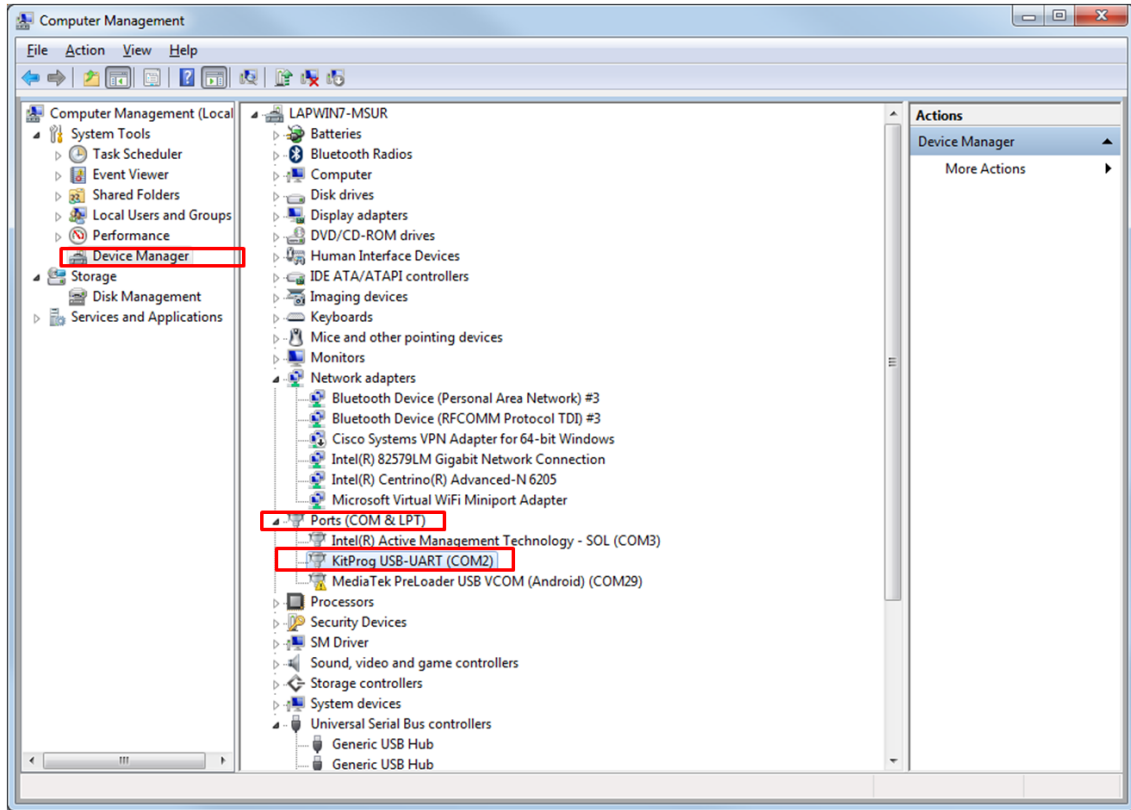 Computer Management
File Action View Help
Computer Management (Local
System Tools
Task Scheduler
Event Viewer
Shared Folders
Local Users and Groups
Performance
Device Manager
Storage
Disk Management
Services and Applications
LAPWIN7-MSUR
Batteries
Bluetooth Radios
Computer
Disk drives
Display adapters
DVD/CD-ROM drives
Human Interface Devices
IDE ATA/ATAPI controllers
Imaging devices
Keyboards
Mice and other pointing devices
Monitors
Network adapters
Bluetooth Device (Personal Area Network) #3
Bluetooth Device (RFCOMM Protocol TDI) #3
Cisco Systems VPN Adapter for 64-bit Windows
Intel(R) 82579LM Gigabit Network Connection
Intel(R) Centrino(R) Advanced-N 6205
Microsoft Virtual WiFi Miniport Adapter
Ports (COM & LPT)
Intel(R) Active Management Technology - SOL (COM3)
KitProg USB-UART (COM2)
MediaTek PreLoader USB VCOM (Android) (COM29)
Processors
Security Devices
SM Driver
Sound, video and game controllers
Storage controllers
System devices
Universal Serial Bus controllers
Generic USB Hub
Generic USB Hub
Actions
Device Manager
More Actions